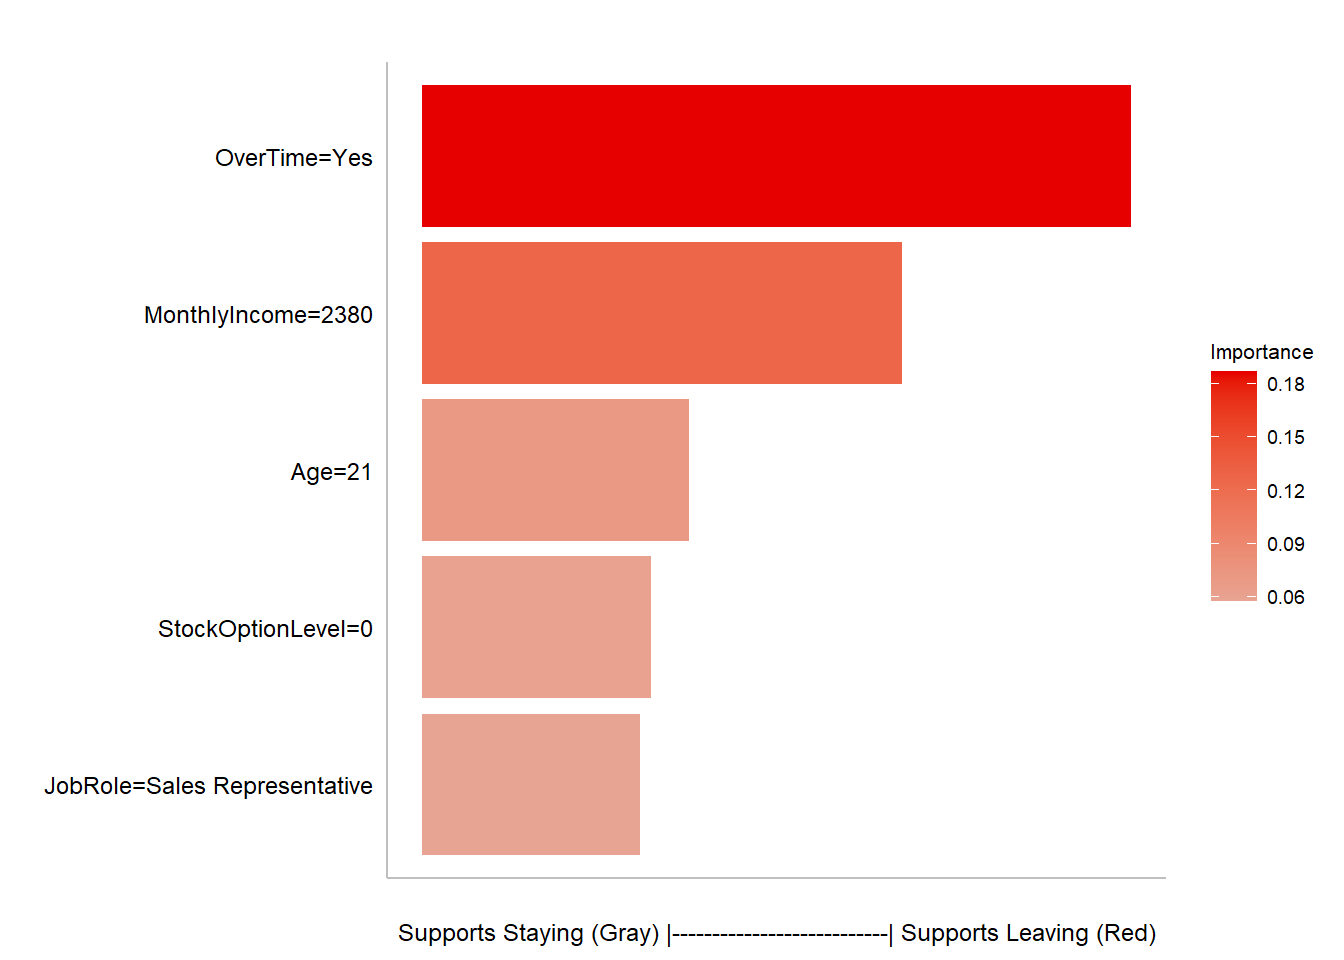 OverTime=Yes
MonthlyIncome=2380
Age=21
StockOptionLevel=0
JobRole=Sales Representative
Importance
0.18
0.15
0.12
0.09
0.06
Supports Staying (Gray) |---------------------------| Supports Leaving (Red)